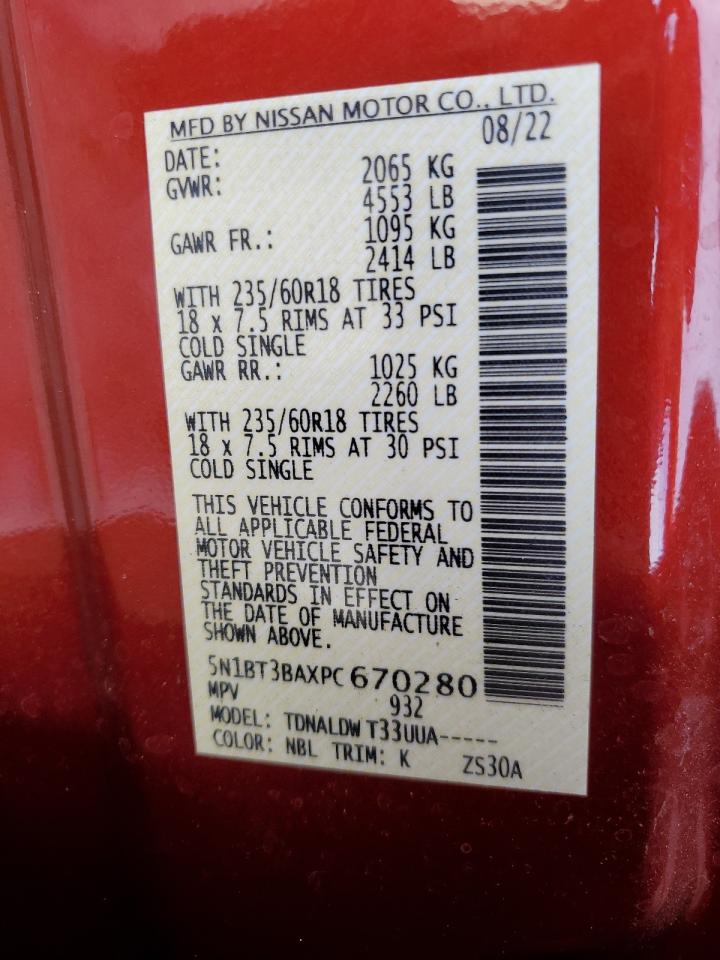 MFD BY NISSAN MOTOR CO., LTD.
DATE: 08/22
GVWR: 2065 KG
4553 LB
GAWR FR.: 1095 KG
2414 LB
WITH 235/60R18 TIRES
18 x 7.5 RIMS AT 33 PSI
COLD SINGLE
GAWR RR.: 1025 KG
2260 LB
WITH 235/60R18 TIRES
18 x 7.5 RIMS AT 30 PSI
COLD SINGLE
THIS VEHICLE CONFORMS TO
ALL APPLICABLE FEDERAL
MOTOR VEHICLE SAFETY AND
THEFT PREVENTION
STANDARDS IN EFFECT ON
THE DATE OF MANUFACTURE
SHOWN ABOVE.
5N1BT3BAXPC670280
MPV 932
MODEL: TDNALDW T33UUA-----
COLOR: NBL TRIM: K ZS30A